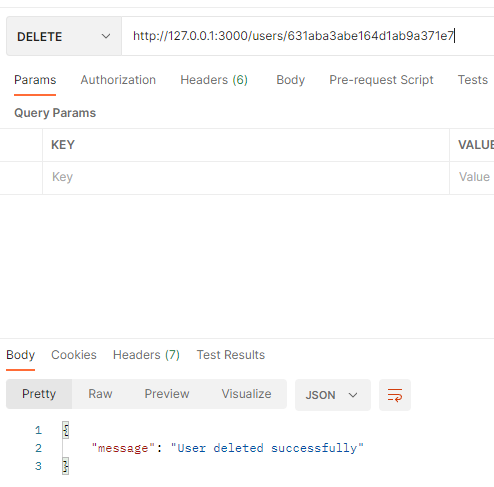 DELETE http://127.0.0.1:3000/users/631aba3abe164d1ab9a371e7
Params Authorization Headers (6) Body Pre-request Script Tests
Query Params
KEY VALUE
Key Value
Body Cookies Headers (7) Test Results
Pretty Raw Preview Visualize JSON
1 {
2 "message": "User deleted successfully"
3 }